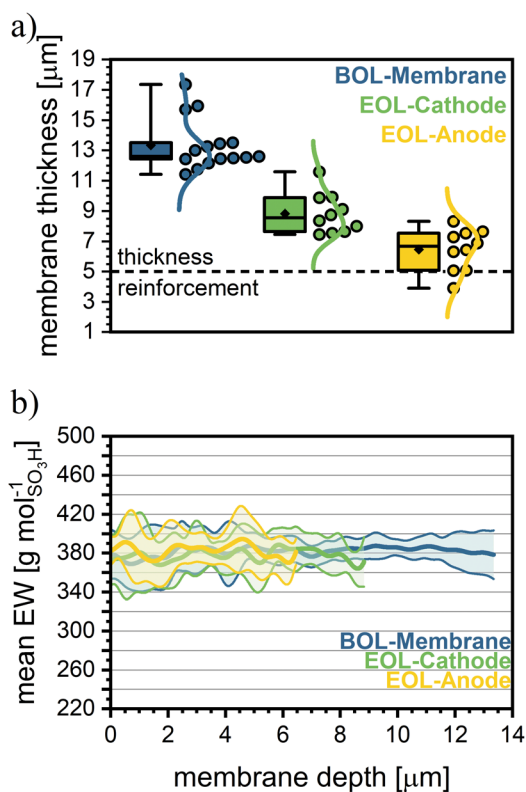 a)
membrane thickness [μm]
19
17
15
13
11
9
7
5
3
1
BOL-Membrane
EOL-Cathode
EOL-Anode
thickness
reinforcement
b)
mean EW [g mol⁻¹SO₃H]
500
460
420
380
340
300
260
220
BOL-Membrane
EOL-Cathode
EOL-Anode
0 2 4 6 8 10 12 14
membrane depth [μm]